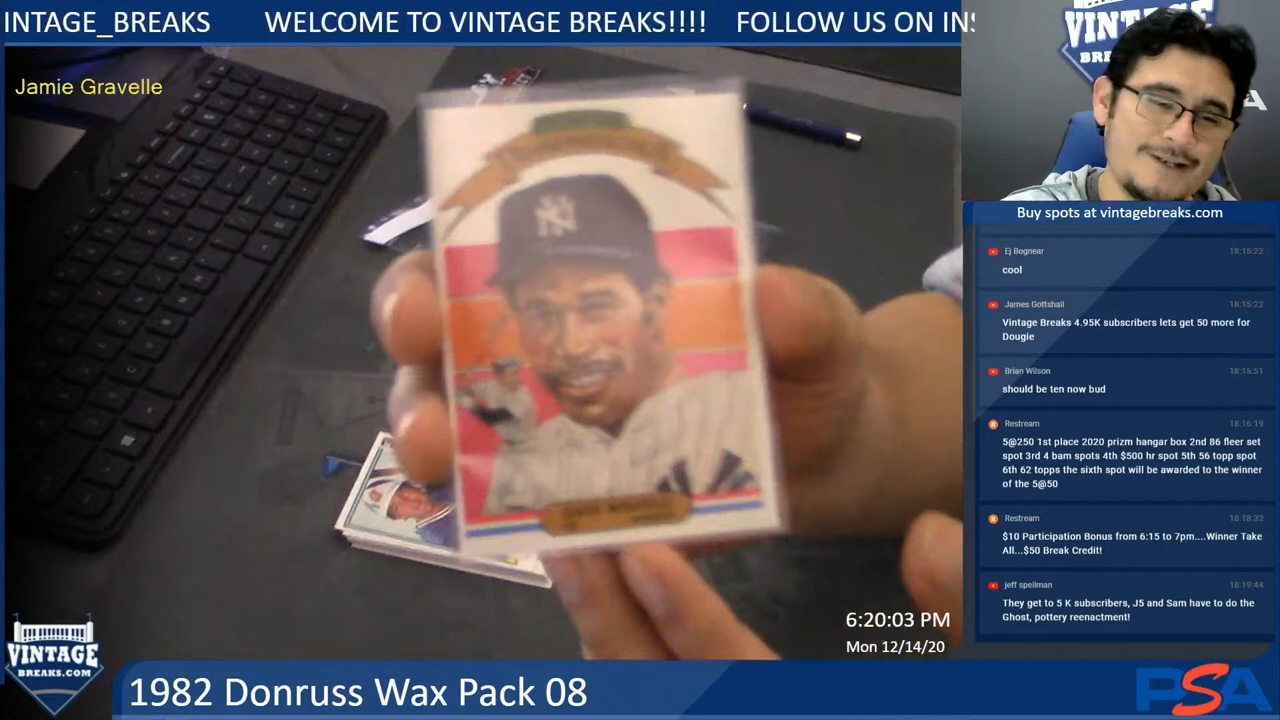 INTAGE_BREAKS WELCOME TO VINTAGE BREAKS!!!! FOLLOW US ON INS
VINTAGE
Jamie Gravelle
NY
Buy spots at vintagebreaks.com
Ej Bognear 18:15:22
cool
James Gottshall 18:15:22
Vintage Breaks 4.95K subscribers lets get 50 more for
Dougie
Brian Wilson 18:15:51
should be ten now bud
Restream 18:16:19
5@250 1st place 2020 prizm hangar box 2nd 86 fleer set
spot 3rd 4 bam spots 4th $500 hr spot 5th 56 topp spot
6th 62 topps the sixth spot will be awarded to the winner
of the 5@50
Restream 18:18:32
$10 Participation Bonus from 6:15 to 7pm....Winner Take
All...$50 Break Credit!
jeff spellman 18:19:44
They get to 5 K subscribers, J5 and Sam have to do the
Ghost, pottery reenactment!
6:20:03 PM
Mon 12/14/20
VINTAGE
BREAKS.COM
1982 Donruss Wax Pack 08
PSA